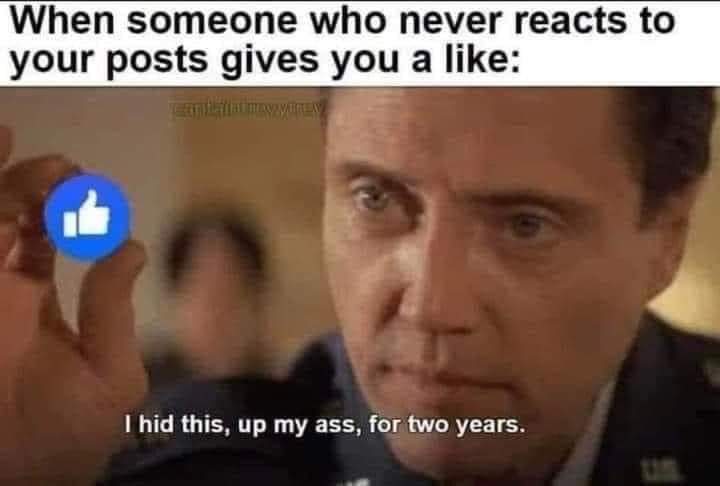 When someone who never reacts to
your posts gives you a like:
I hid this, up my ass, for two years.